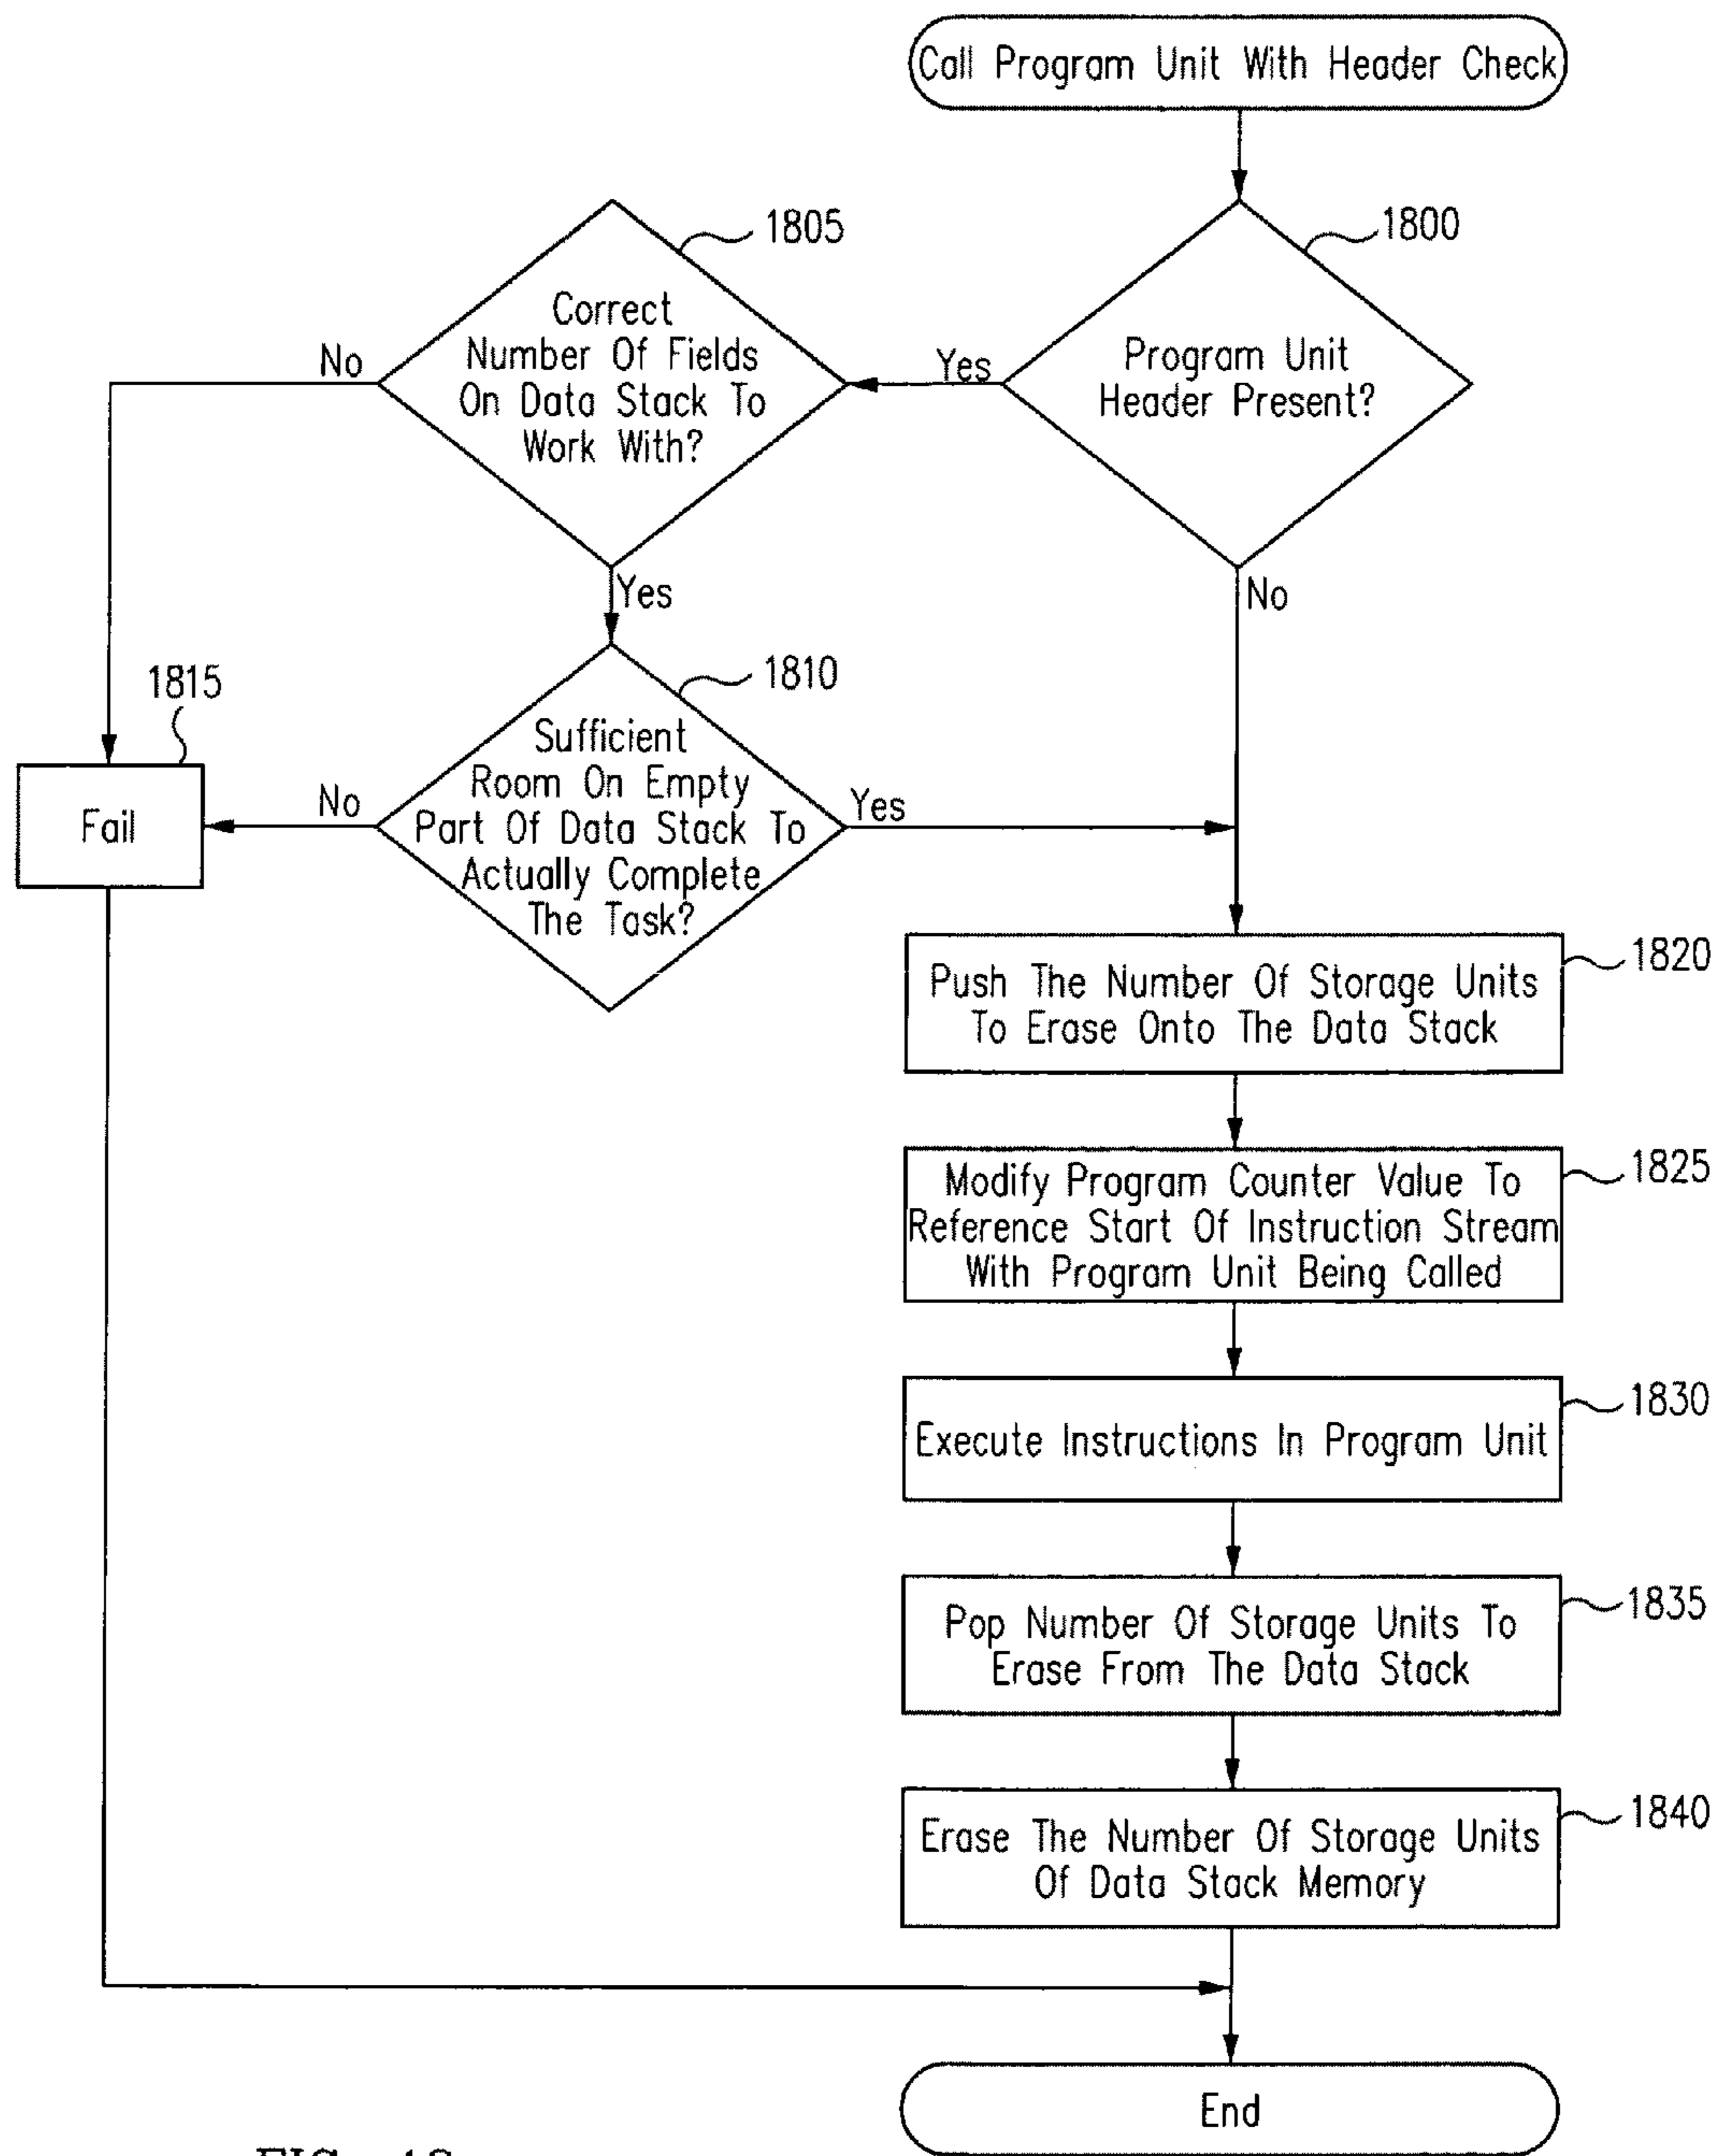 Call Program Unit With Header Check
1805
1800
Correct
Number Of Fields
On Data Stack To
Work With?
No
Yes
Program Unit
Header Present?
Yes
No
1815
1810
Fail
No
Sufficient
Room On Empty
Part Of Data Stack To
Actually Complete
The Task?
Yes
Push The Number Of Storage Units
To Erase Onto The Data Stack
1820
Modify Program Counter Value To
Reference Start Of Instruction Stream
With Program Unit Being Called
1825
Execute Instructions In Program Unit
1830
Pop Number Of Storage Units To
Erase From The Data Stack
1835
Erase The Number Of Storage Units
Of Data Stack Memory
1840
End